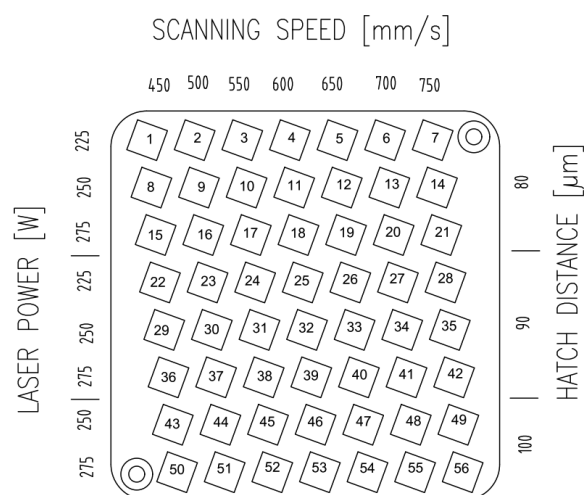 SCANNING SPEED [mm/s]
450 500 550 600 650 700 750
LASER POWER [W]
HATCH DISTANCE [µm]
225 1 2 3 4 5 6 7
250 8 9 10 11 12 13 14 80
275 15 16 17 18 19 20 21
225 22 23 24 25 26 27 28
250 29 30 31 32 33 34 35 90
275 36 37 38 39 40 41 42
250 43 44 45 46 47 48 49 100
275 50 51 52 53 54 55 56